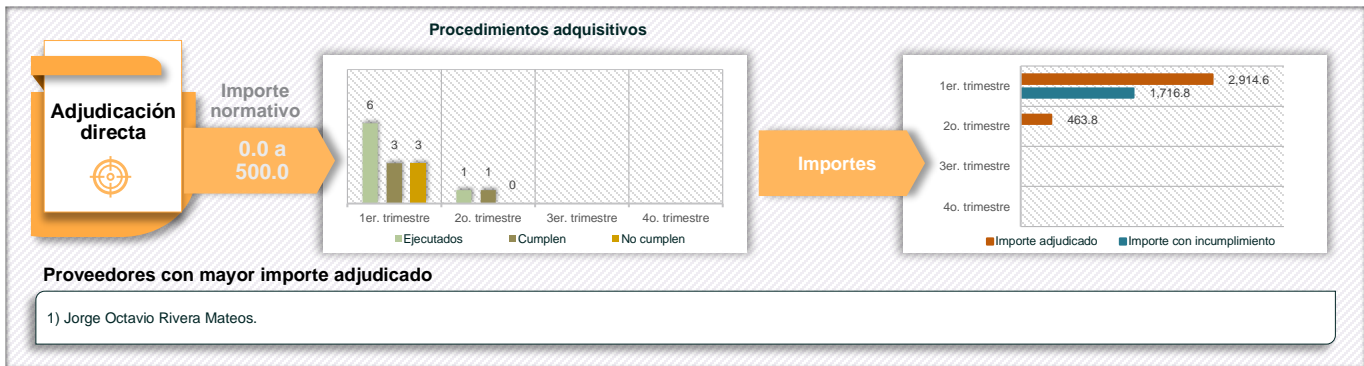 Procedimientos adquisitivos
Adjudicación
directa
Importe
normativo
0.0 a
500.0
6
3
3
1
1
0
1er. trimestre
2o. trimestre
3er. trimestre
4o. trimestre
Ejecutados
Cumplen
No cumplen
Importes
1er. trimestre
2,914.6
1,716.8
2o. trimestre
463.8
3er. trimestre
4o. trimestre
Importe adjudicado
Importe con incumplimiento
Proveedores con mayor importe adjudicado
1) Jorge Octavio Rivera Mateos.